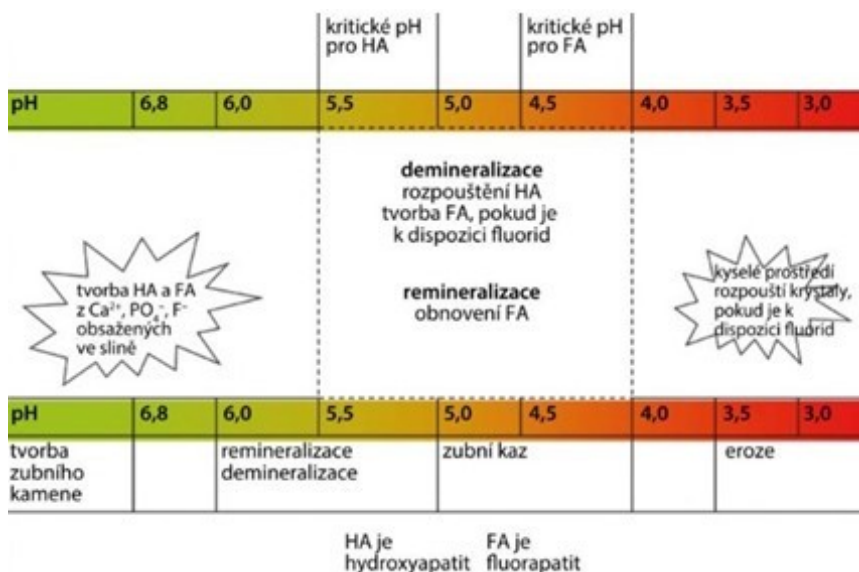 kritické pH
pro HA
kritické pH
pro FA
pH 6,8 6,0 5,5 5,0 4,5 4,0 3,5 3,0
demineralizace
rozpouštění HA
tvorba FA, pokud je
k dispozici fluorid
remineralizace
obnovení FA
tvorba HA a FA
z Ca²⁺, PO₄⁻, F⁻
obsažených
ve slině
kyselé prostředí
rozpouští krystaly,
pokud je k
dispozici fluorid
pH 6,8 6,0 5,5 5,0 4,5 4,0 3,5 3,0
tvorba
zubního
kamene
remineralizace
demineralizace
zubní kaz
eroze
HA je
hydroxyapatit
FA je
fluorapatit